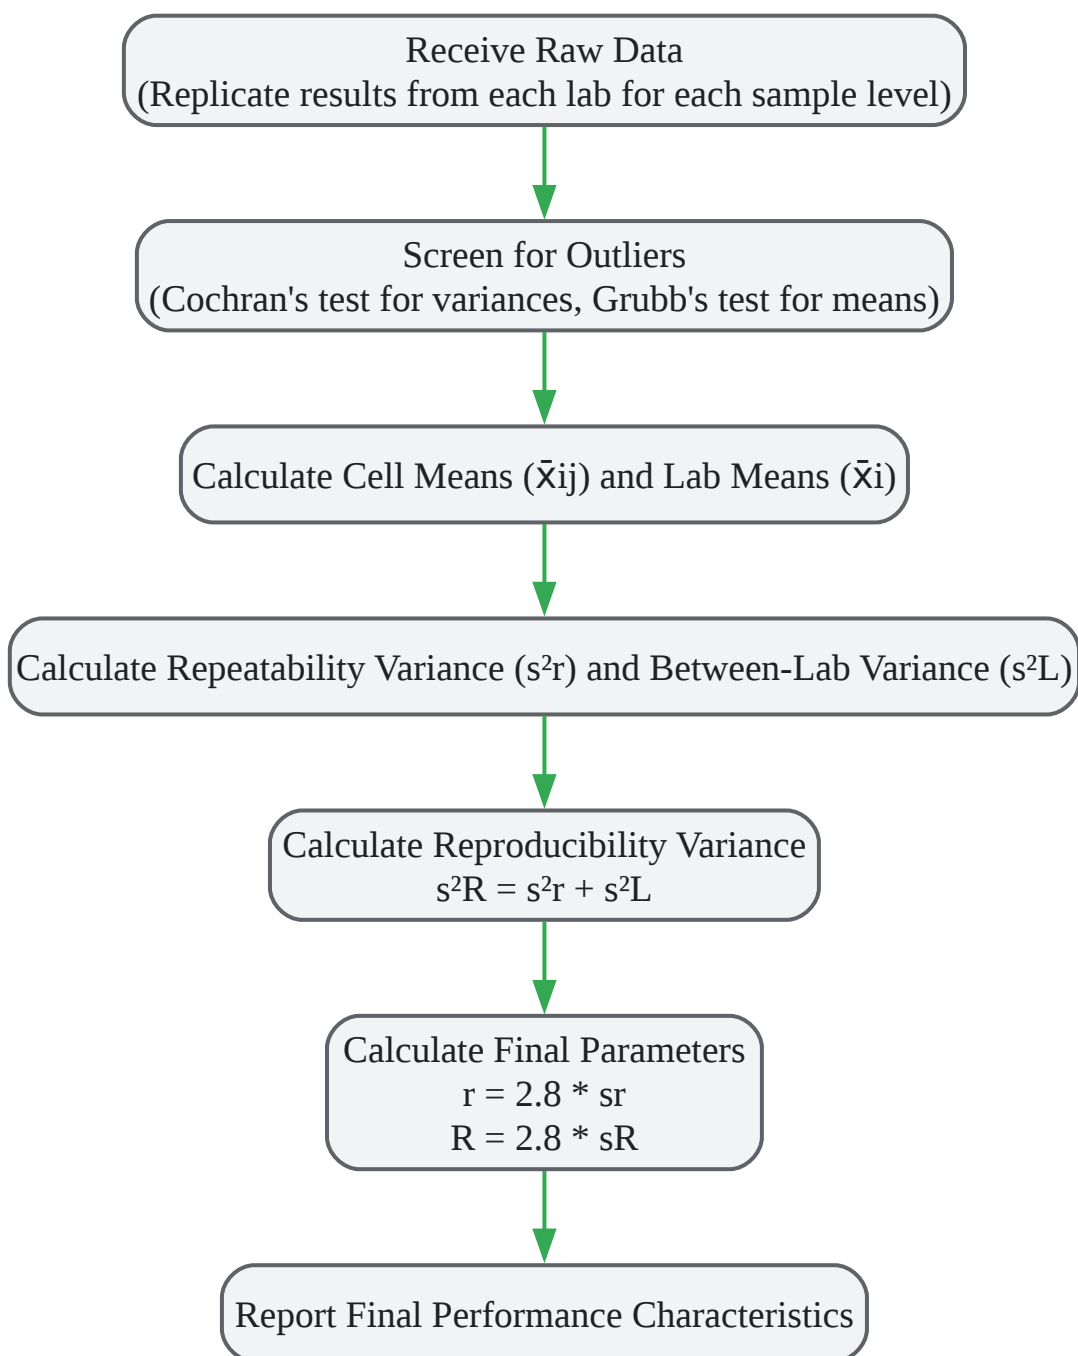 Receive Raw Data
(Replicate results from each lab for each sample level)
Screen for Outliers
(Cochran's test for variances, Grubb's test for means)
Calculate Cell Means (x̄ij) and Lab Means (x̄i)
Calculate Repeatability Variance (s²r) and Between-Lab Variance (s²L)
Calculate Reproducibility Variance
s²R = s²r + s²L
Calculate Final Parameters
r = 2.8 * sr
R = 2.8 * sR
Report Final Performance Characteristics